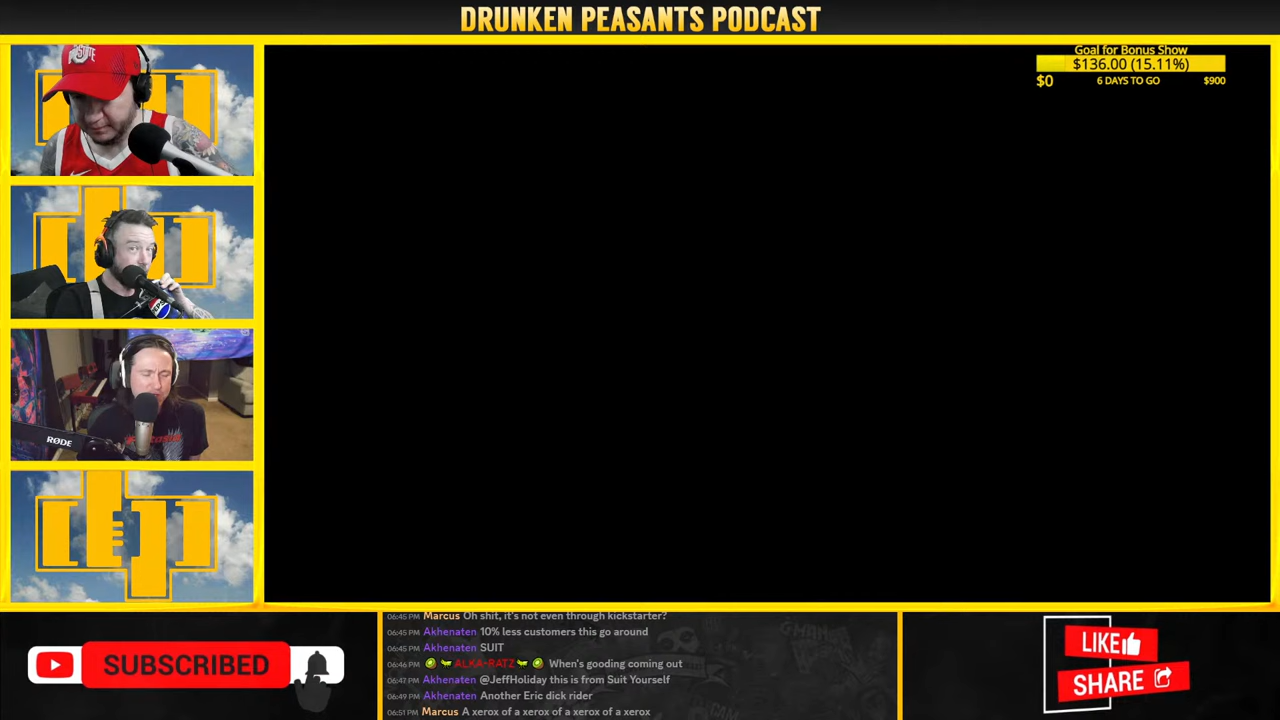 DRUNKEN PEASANTS PODCAST
Goal for Bonus Show
$136.00 (15.11%)
$0 6 DAYS TO GO $900
RØDE
06:45 PM Marcus Oh shit, it's not even through kickstarter?
06:45 PM Akhenaten 10% less customers this go around
06:45 PM Akhenaten SUIT
06:46 PM ALKA-RATZ When's gooding coming out
06:47 PM Akhenaten @JeffHoliday this is from Suit Yourself
06:49 PM Akhenaten Another Eric dick rider
06:51 PM Marcus A xerox of a xerox of a xerox of a xerox
SUBSCRIBED
LIKE
SHARE